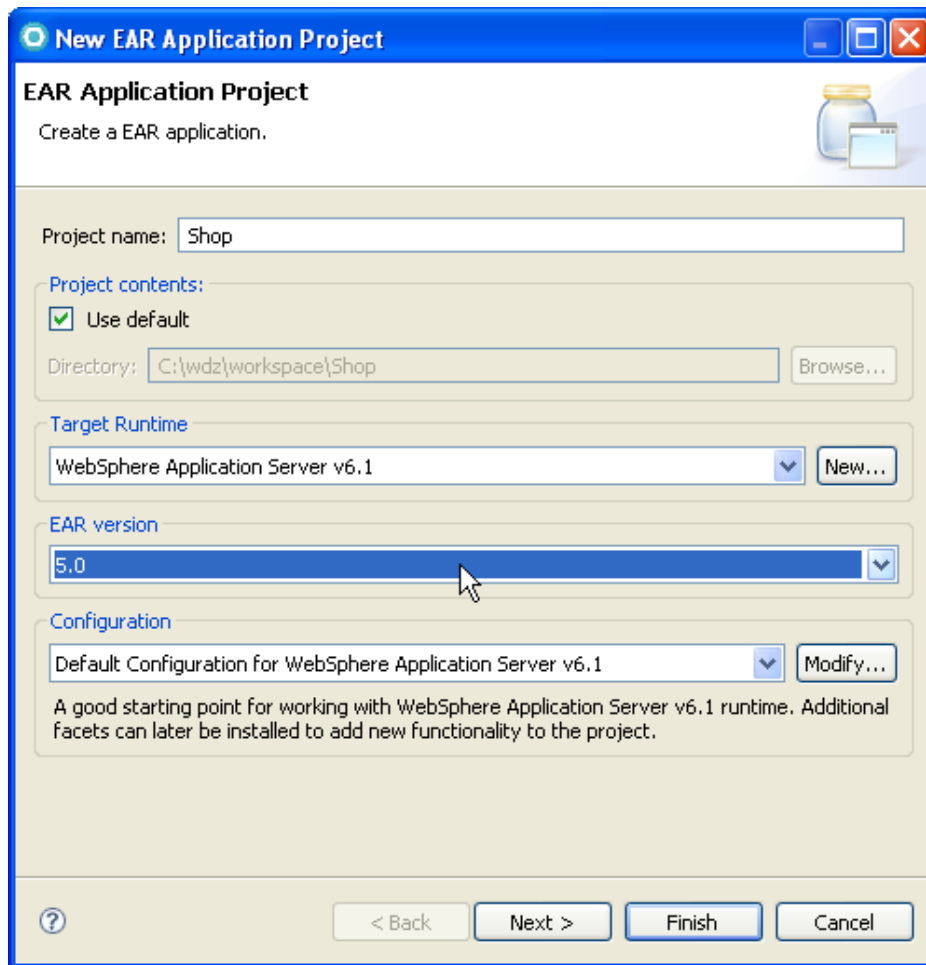 New EAR Application Project
EAR Application Project
Create a EAR application.
Project name: Shop
Project contents:
Use default
Directory: C:\wdz\workspace\Shop Browse...
Target Runtime
WebSphere Application Server v6.1 New...
EAR version
5.0
Configuration
Default Configuration for WebSphere Application Server v6.1 Modify...
A good starting point for working with WebSphere Application Server v6.1 runtime. Additional
facets can later be installed to add new functionality to the project.
? < Back Next > Finish Cancel